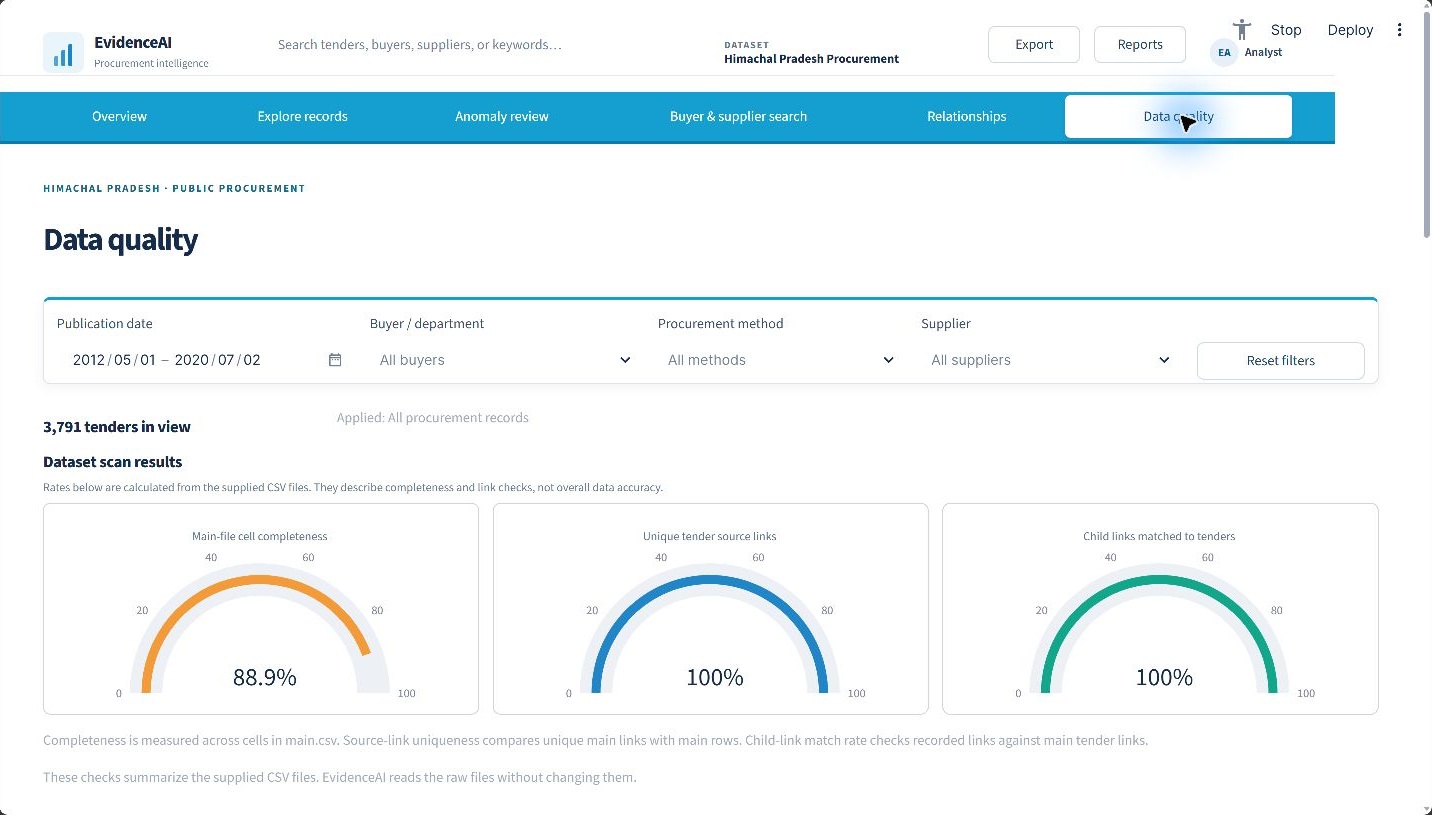 EvidenceAI
Procurement intelligence
Search tenders, buyers, suppliers, or keywords…
DATASET
Himachal Pradesh Procurement
Export
Reports
Stop
Deploy
EA
Analyst
Overview
Explore records
Anomaly review
Buyer & supplier search
Relationships
Data quality
HIMACHAL PRADESH · PUBLIC PROCUREMENT
Data quality
Publication date
Buyer / department
Procurement method
Supplier
2012 / 05 / 01 – 2020 / 07 / 02
All buyers
All methods
All suppliers
Reset filters
3,791 tenders in view
Applied: All procurement records
Dataset scan results
Rates below are calculated from the supplied CSV files. They describe completeness and link checks, not overall data accuracy.
Main-file cell completeness
0
20
40
60
80
100
88.9%
Unique tender source links
0
20
40
60
80
100
100%
Child links matched to tenders
0
20
40
60
80
100
100%
Completeness is measured across cells in main.csv. Source-link uniqueness compares unique main links with main rows. Child-link match rate checks recorded links against main tender links.
These checks summarize the supplied CSV files. EvidenceAI reads the raw files without changing them.